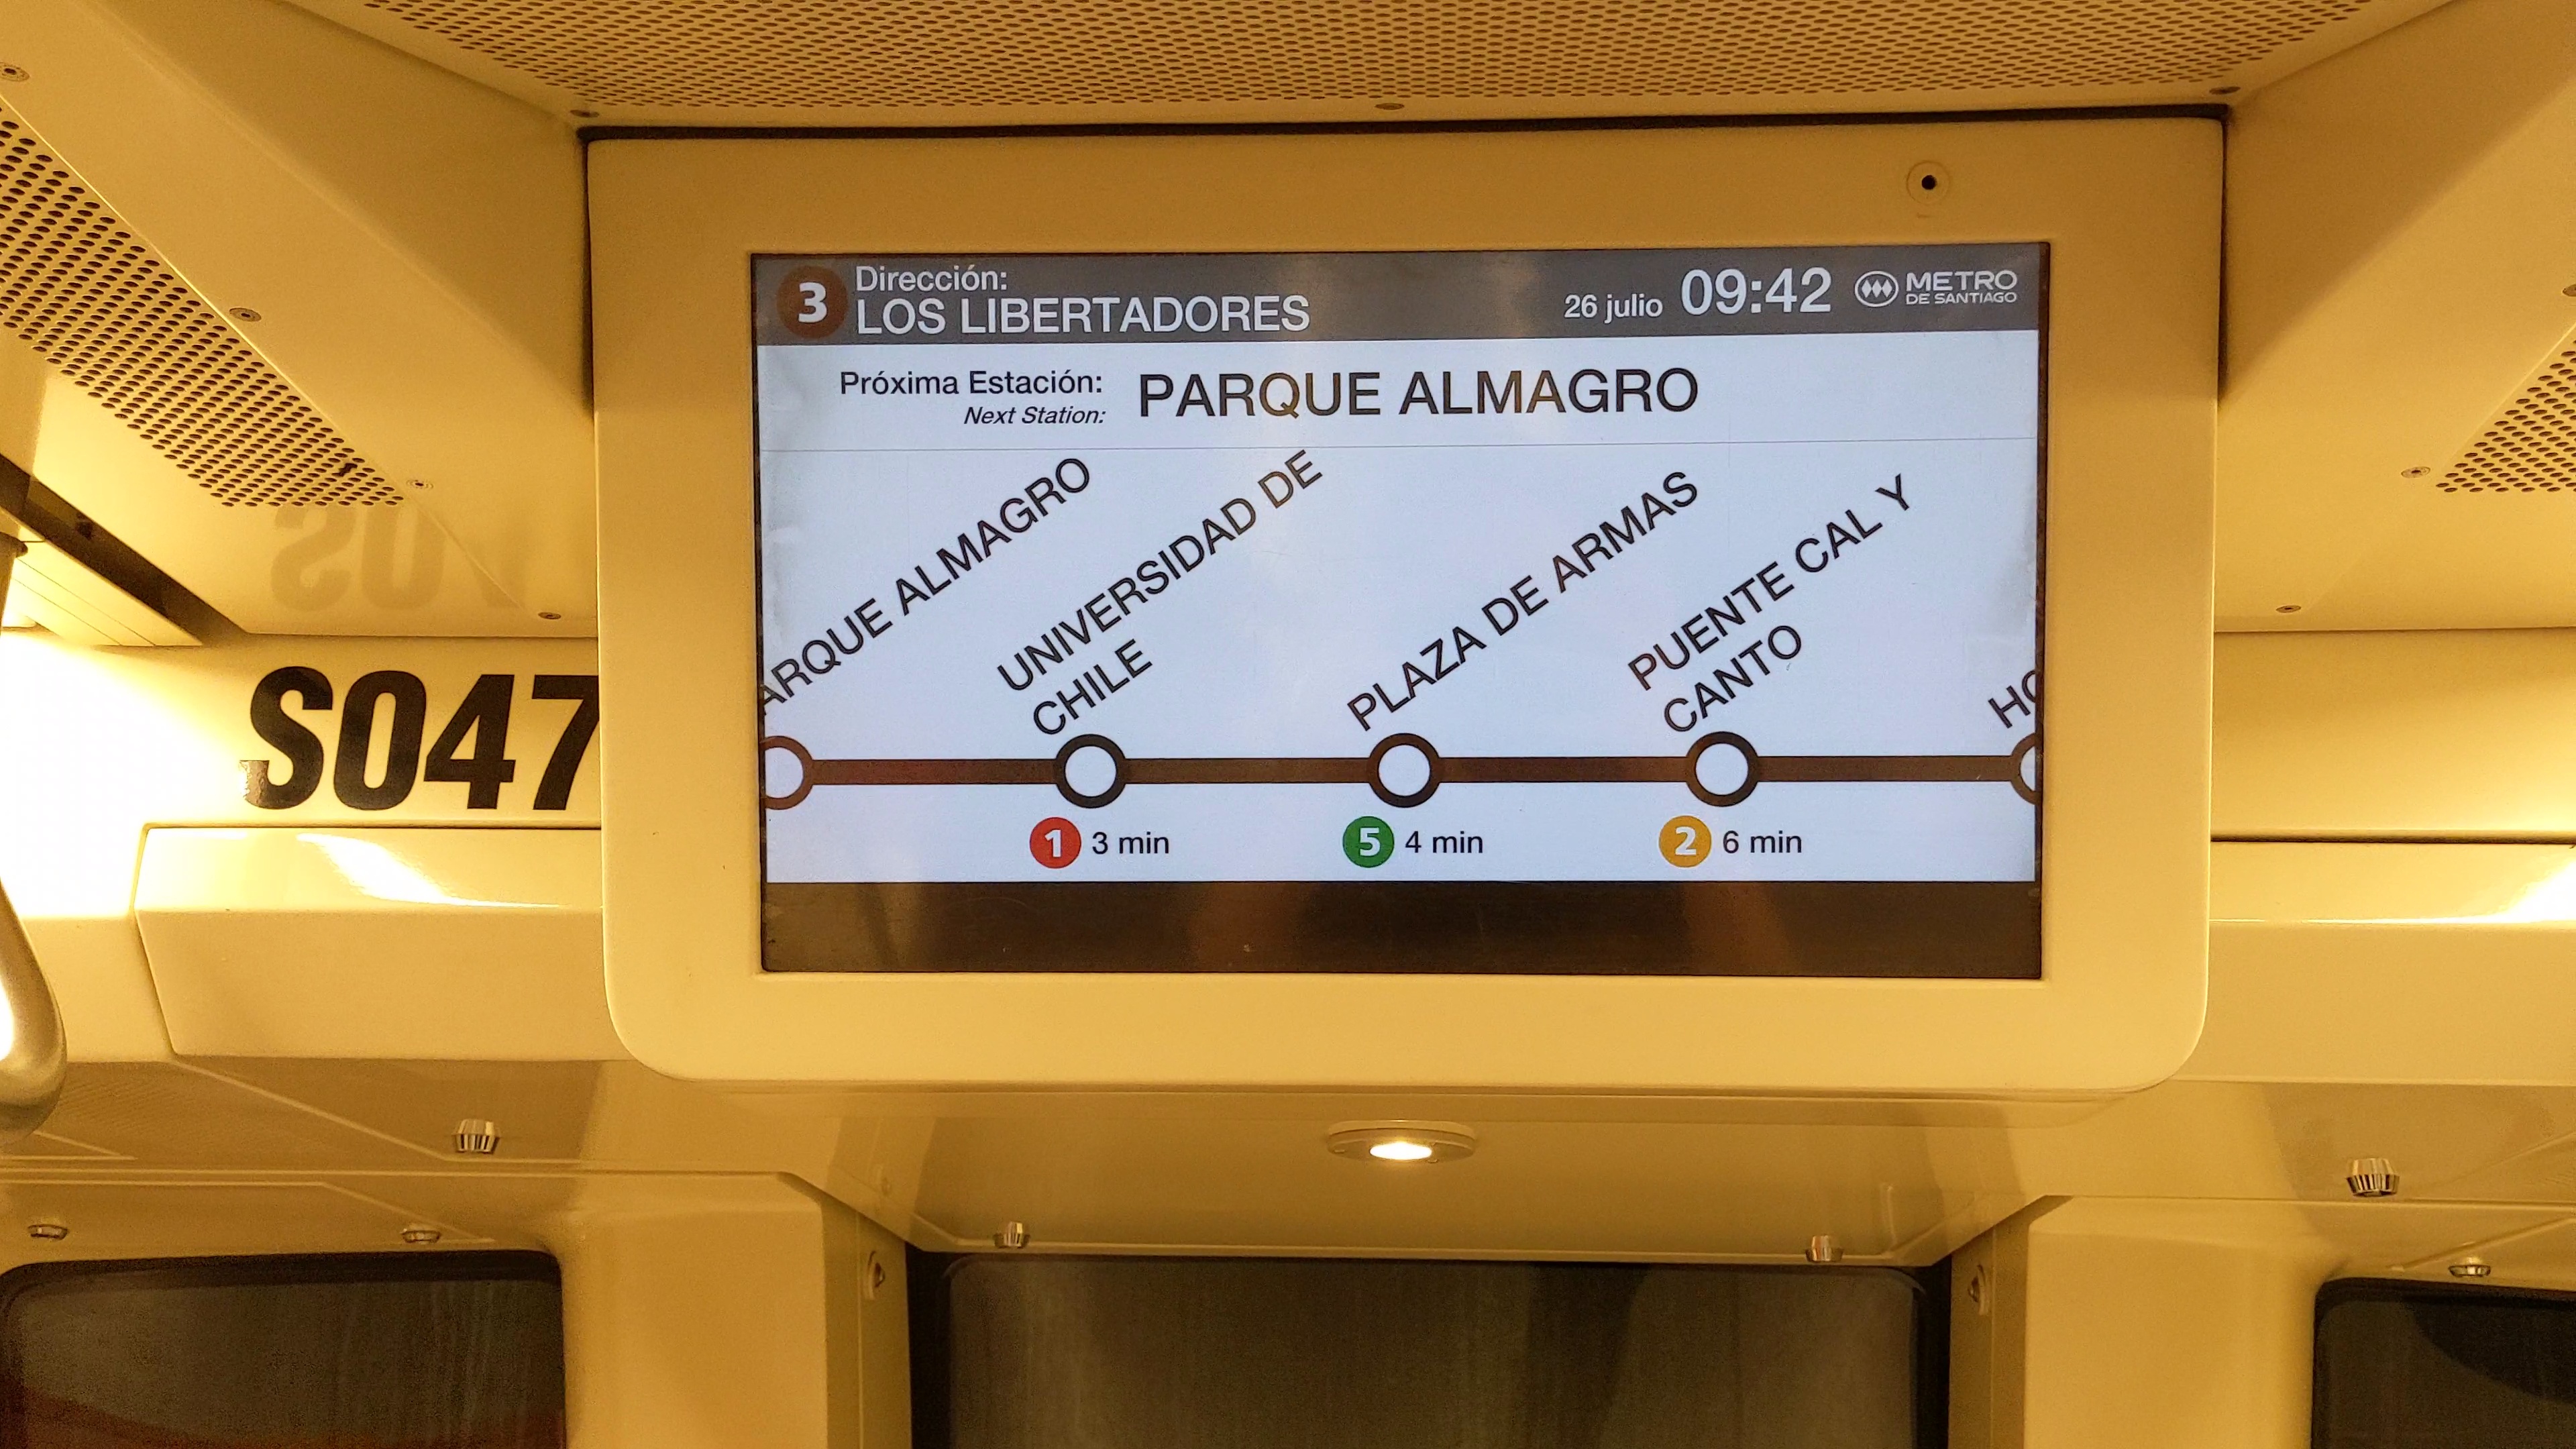 3
Dirección:
LOS LIBERTADORES
26 julio 09:42
METRO
DE SANTIAGO
Próxima Estación:
Next Station:
PARQUE ALMAGRO
ARQUE ALMAGRO
UNIVERSIDAD DE
CHILE
PLAZA DE ARMAS
PUENTE CAL Y
CANTO
HO
1 3 min
5 4 min
2 6 min
S047